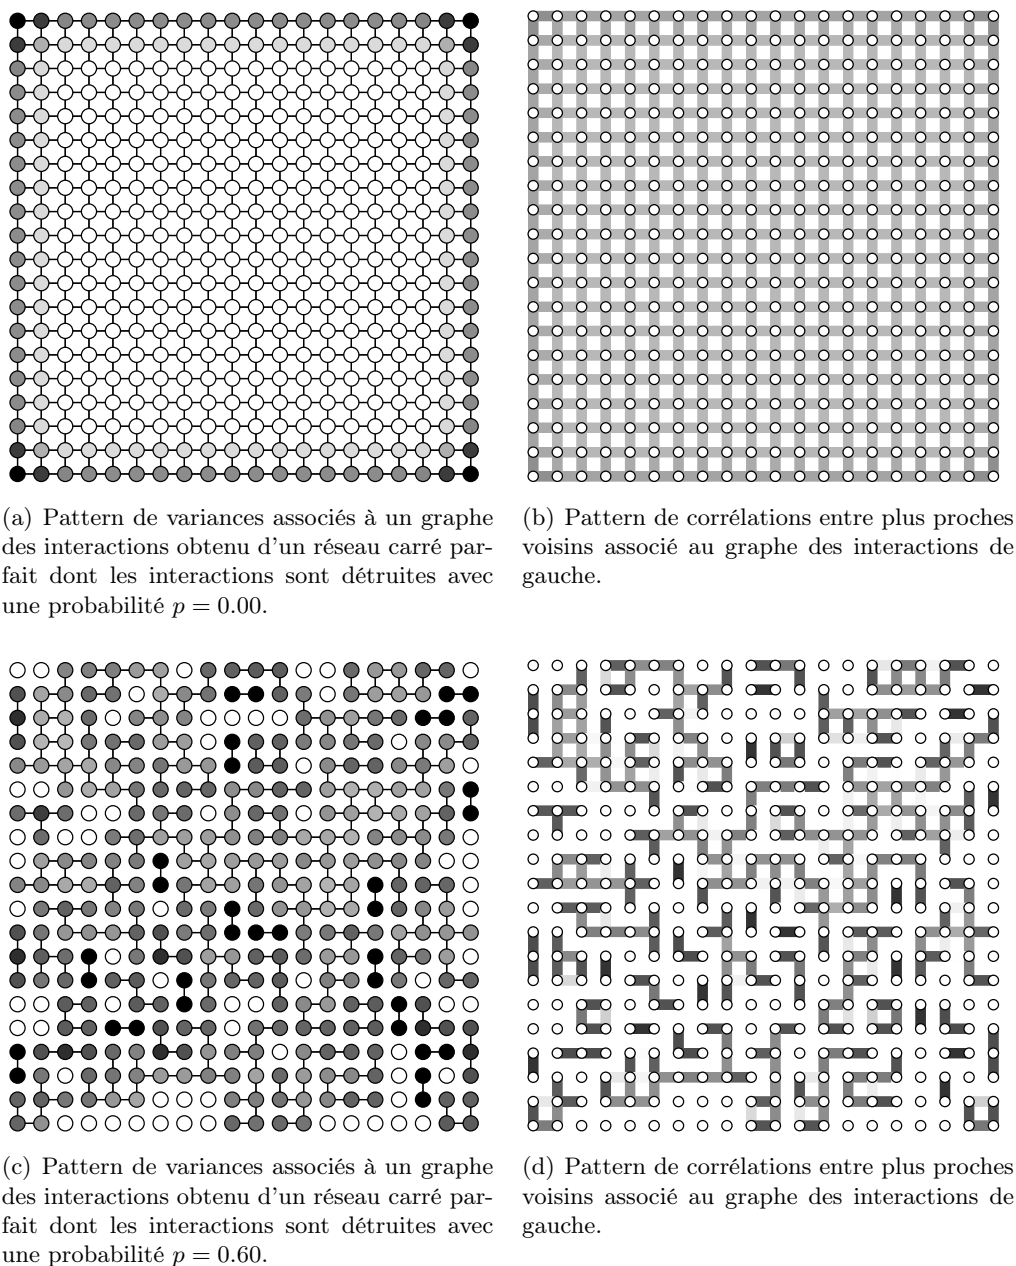 (a) Pattern de variances associés à un graphe
des interactions obtenu d'un réseau carré par-
fait dont les interactions sont détruites avec
une probabilité p = 0.00.
(b) Pattern de corrélations entre plus proches
voisins associé au graphe des interactions de
gauche.
(c) Pattern de variances associés à un graphe
des interactions obtenu d'un réseau carré par-
fait dont les interactions sont détruites avec
une probabilité p = 0.60.
(d) Pattern de corrélations entre plus proches
voisins associé au graphe des interactions de
gauche.